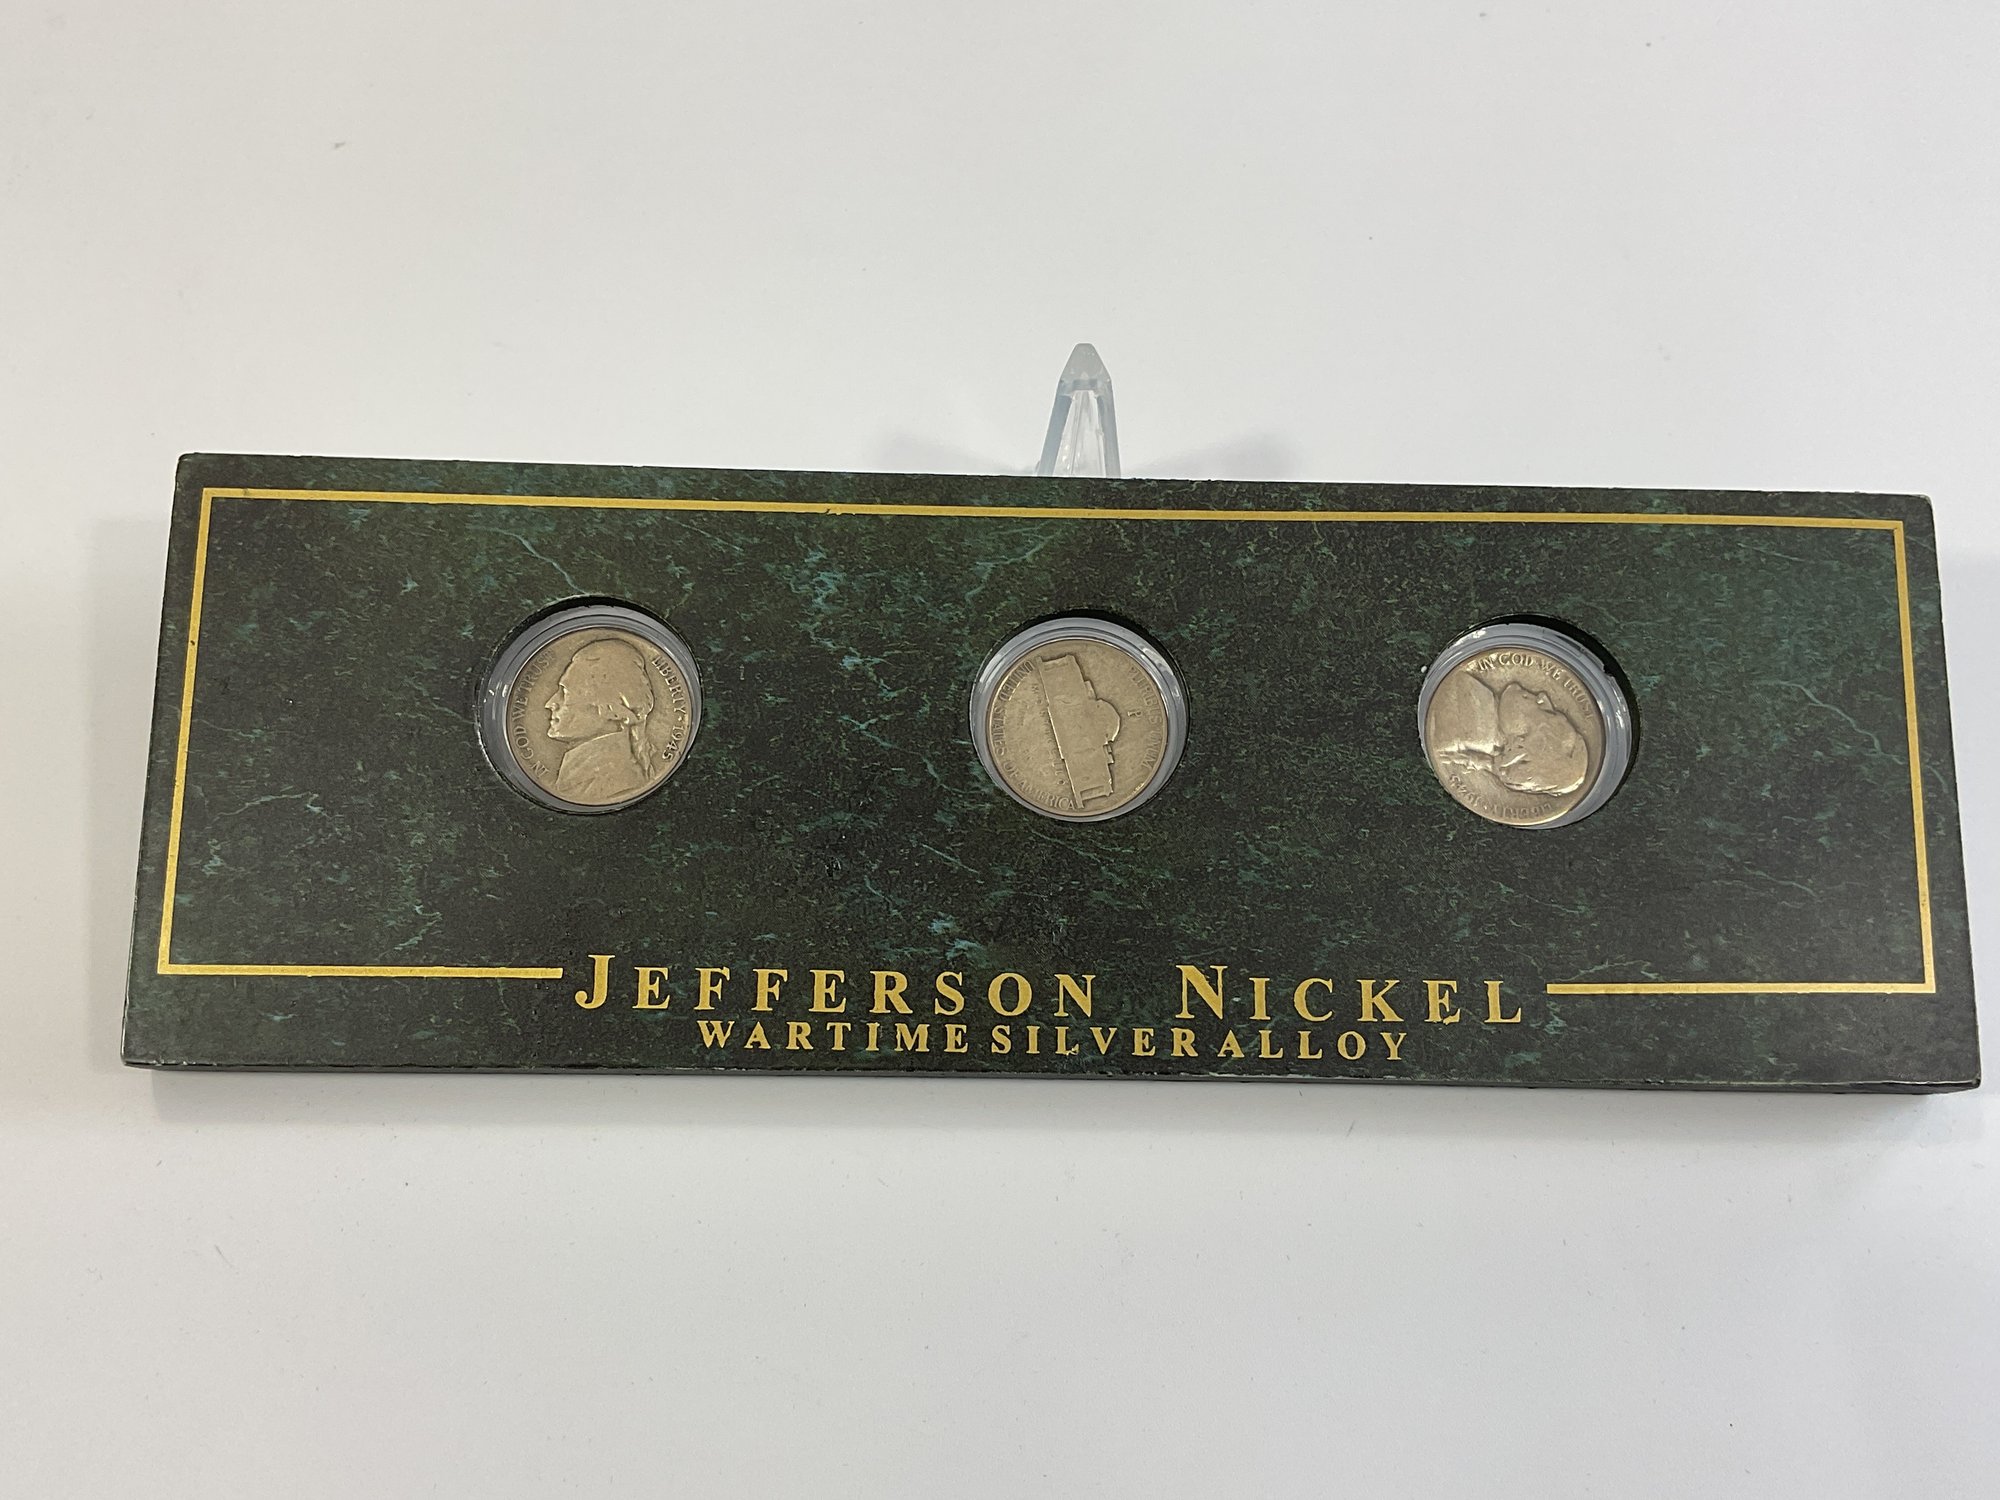 IN GOD WE TRUST
LIBERTY ★ 1945
UNITED STATES OF AMERICA
E PLURIBUS UNUM
P
IN GOD WE TRUST
LIBERTY ★ 1945
JEFFERSON NICKEL
WARTIME SILVER ALLOY